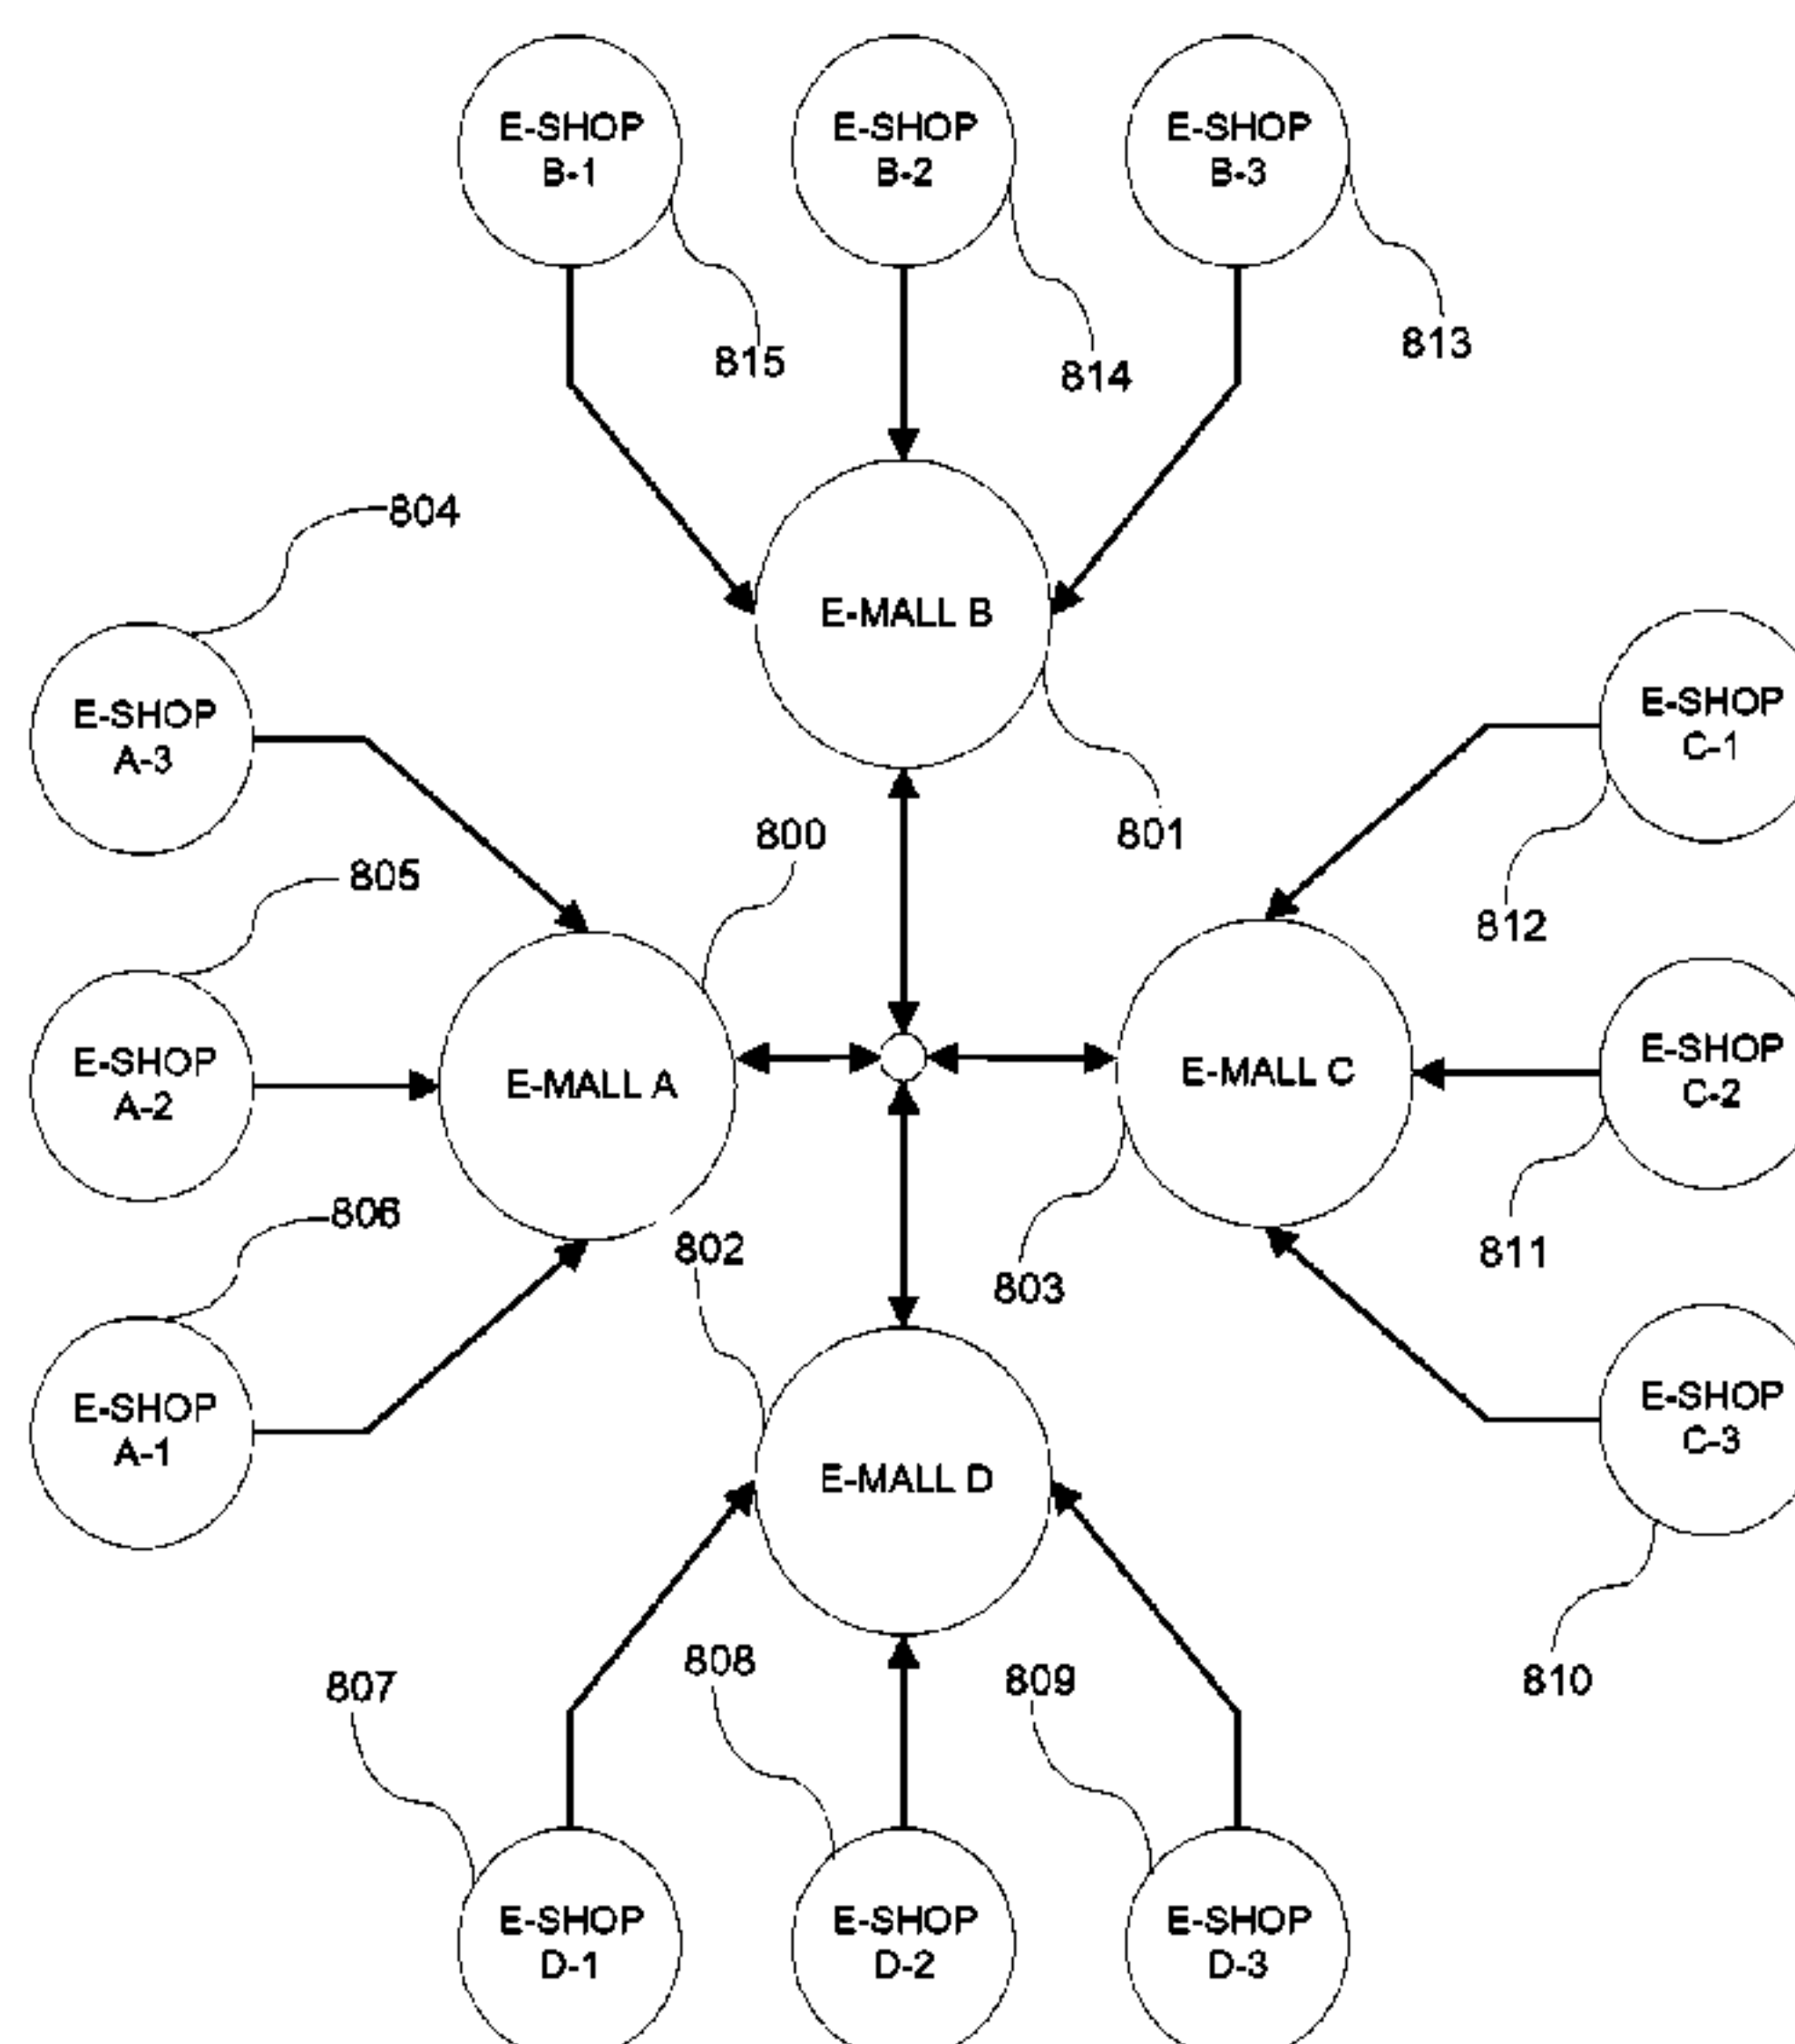 E-SHOP
B-1
E-SHOP
B-2
E-SHOP
B-3
815
814
813
804
E-MALL B
E-SHOP
A-3
E-SHOP
C-1
800
801
805
812
E-SHOP
A-2
E-MALL A
E-MALL C
E-SHOP
C-2
806
802
803
811
E-SHOP
A-1
E-MALL D
E-SHOP
C-3
807
808
809
810
E-SHOP
D-1
E-SHOP
D-2
E-SHOP
D-3